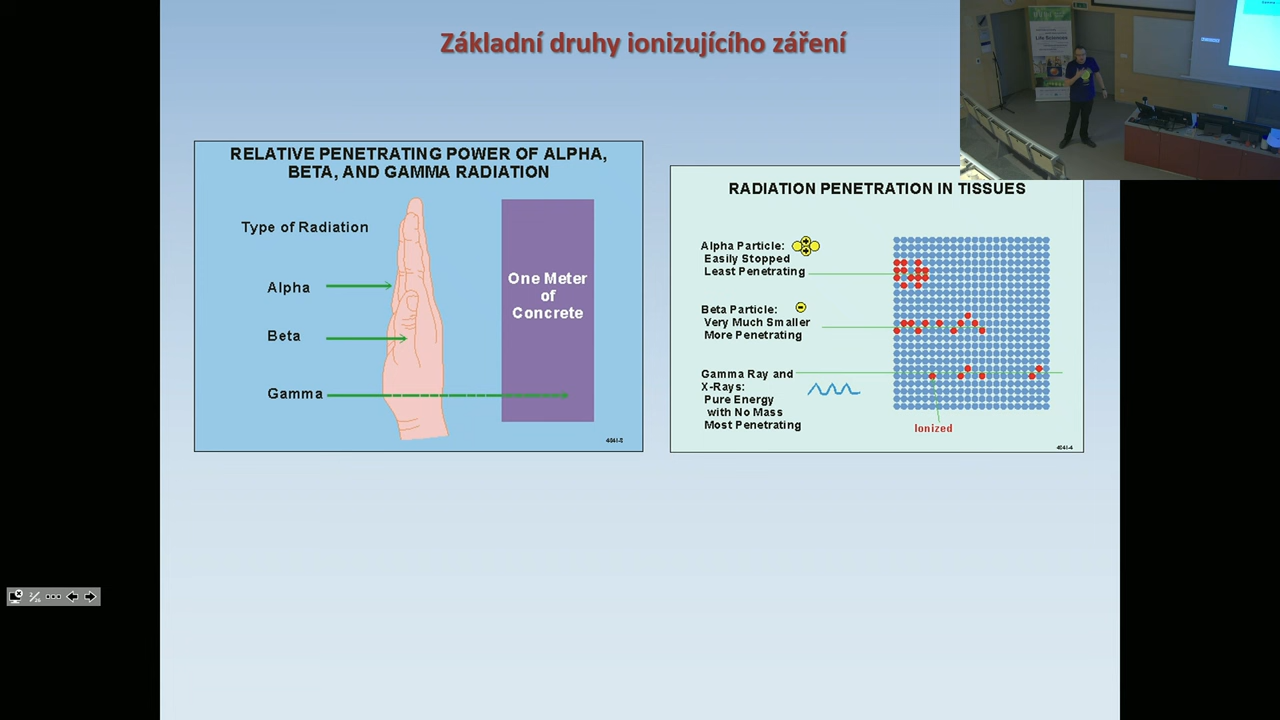 Základní druhy ionizujícího záření
RELATIVE PENETRATING POWER OF ALPHA,
BETA, AND GAMMA RADIATION
Type of Radiation
Alpha
Beta
Gamma
One Meter
of
Concrete
RADIATION PENETRATION IN TISSUES
Alpha Particle:
Easily Stopped
Least Penetrating
Beta Particle:
Very Much Smaller
More Penetrating
Gamma Ray and
X-Rays:
Pure Energy
with No Mass
Most Penetrating
Ionized
Life Sciences